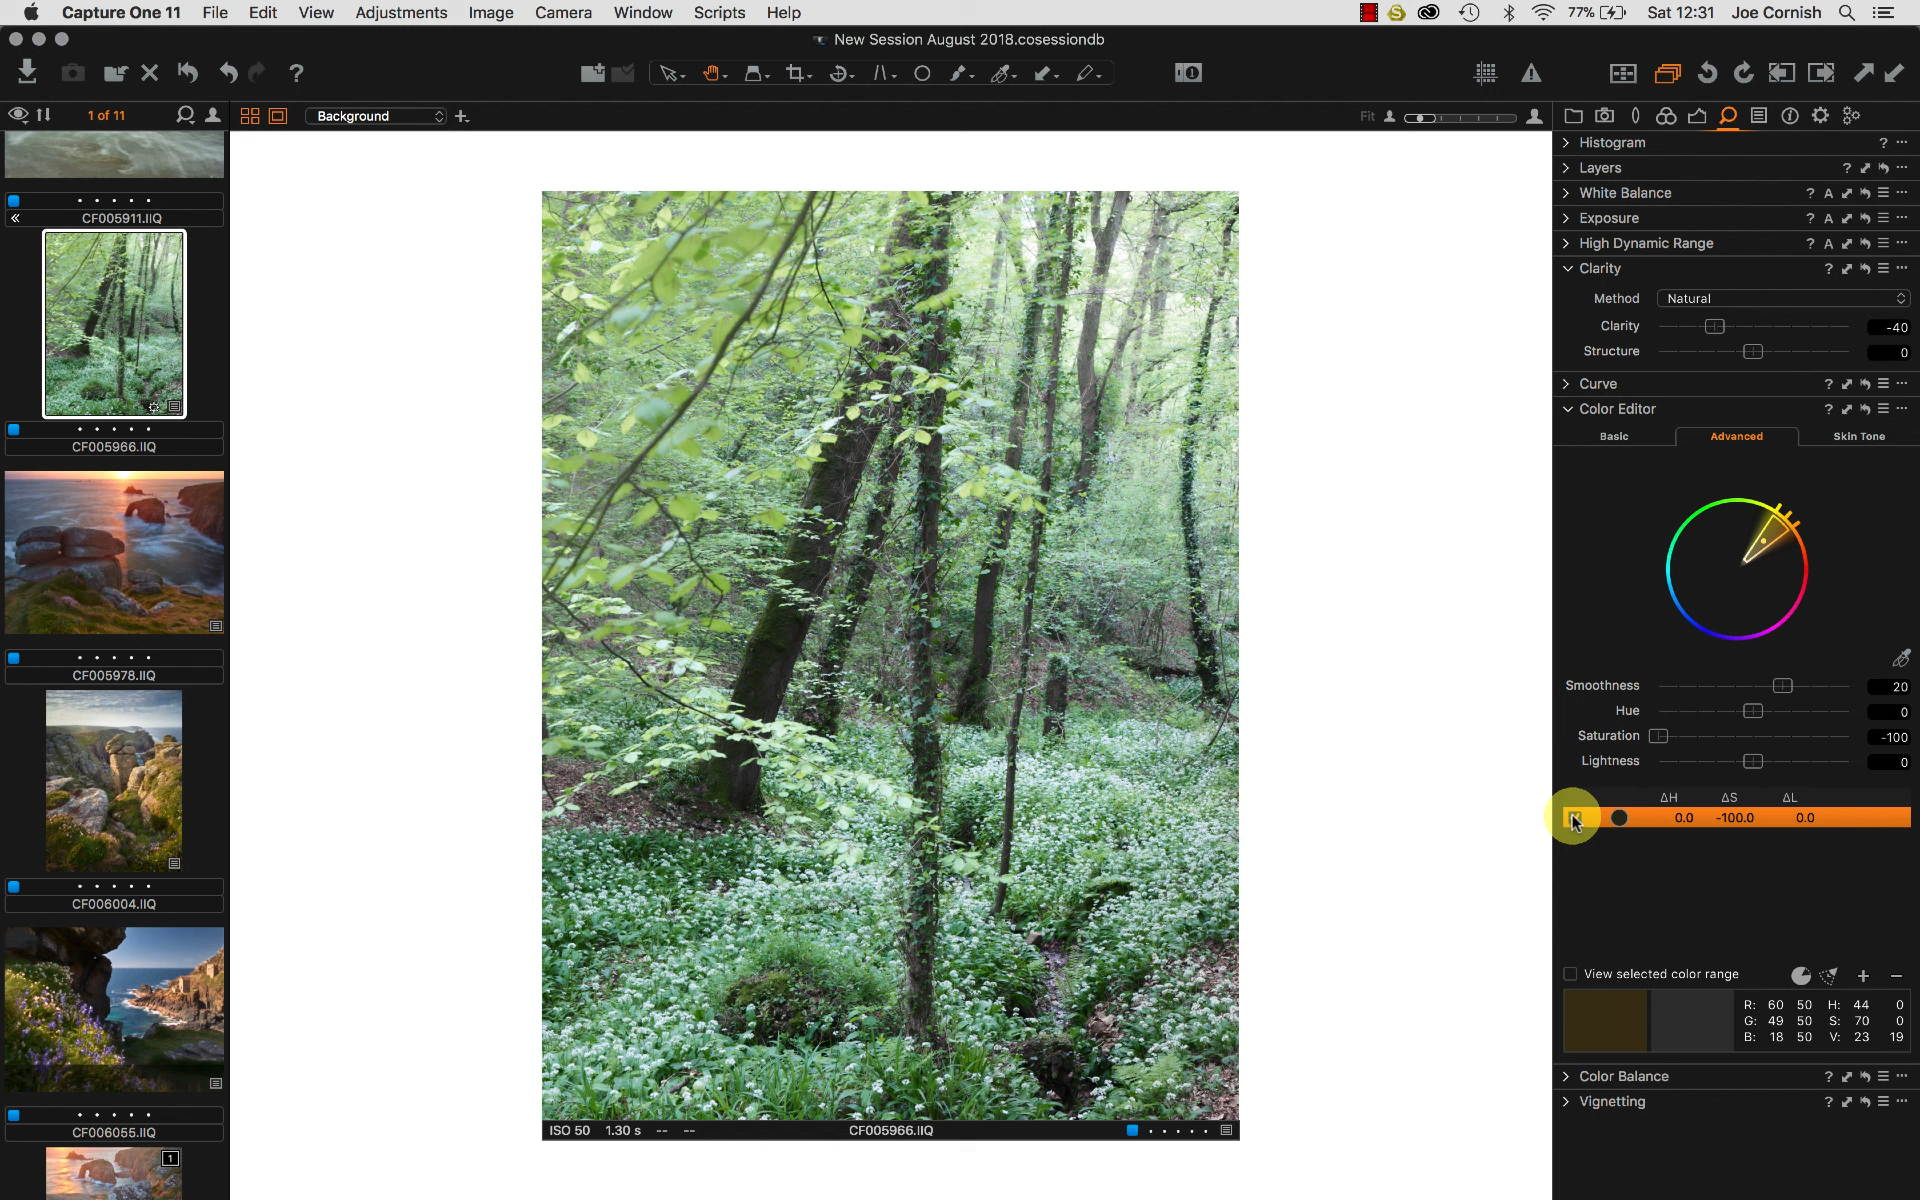 Capture One 11 File Edit View Adjustments Image Camera Window Scripts Help 77% Sat 12:31 Joe Cornish
New Session August 2018.cosessiondb
1 of 11 Background Fit
CF005911.IIQ
CF005966.IIQ
CF005978.IIQ
CF006004.IIQ
CF006055.IIQ
1
ISO 50 1.30 s -- -- CF005966.IIQ
Histogram
Layers
White Balance
Exposure
High Dynamic Range
Clarity
Method Natural
Clarity -40
Structure 0
Curve
Color Editor
Basic Advanced Skin Tone
Smoothness 20
Hue 0
Saturation -100
Lightness 0
ΔH ΔS ΔL
0.0 -100.0 0.0
View selected color range
R: 60 50 H: 44 0
G: 49 50 S: 70 0
B: 18 50 V: 23 19
Color Balance
Vignetting